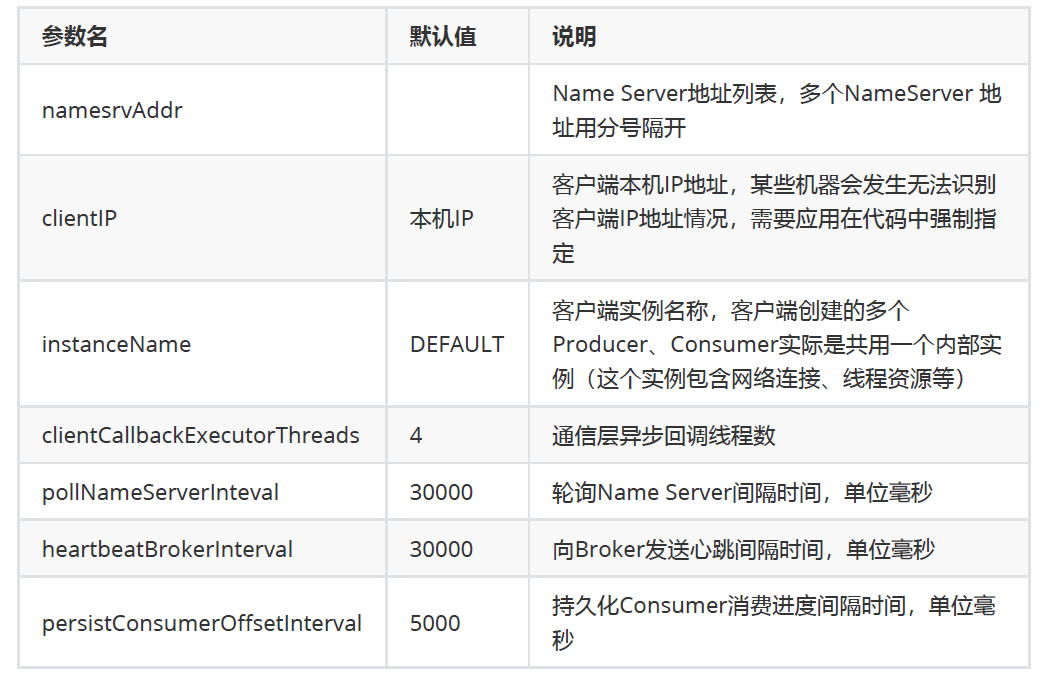 参数名 默认值 说明
namesrvAddr Name Server地址列表，多个NameServer 地
址用分号隔开
clientIP 本机IP 客户端本机IP地址，某些机器会发生无法识别
客户端IP地址情况，需要应用在代码中强制指
定
instanceName DEFAULT 客户端实例名称，客户端创建的多个
Producer、Consumer实际是共用一个内部实
例（这个实例包含网络连接、线程资源等）
clientCallbackExecutorThreads 4 通信层异步回调线程数
pollNameServerInteval 30000 轮询Name Server间隔时间，单位毫秒
heartbeatBrokerInterval 30000 向Broker发送心跳间隔时间，单位毫秒
persistConsumerOffsetInterval 5000 持久化Consumer消费进度间隔时间，单位毫
秒